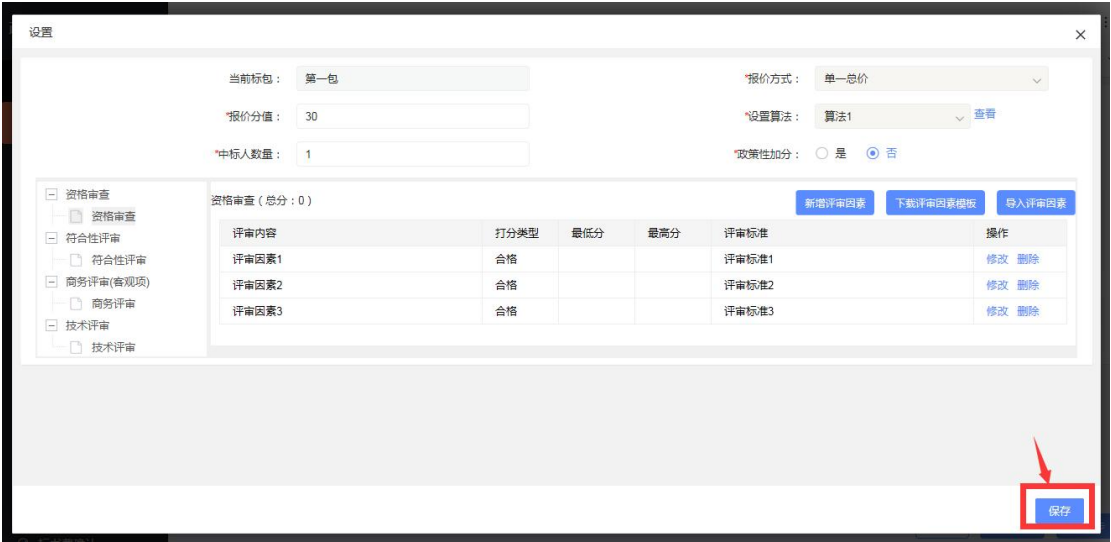 设置
当前标包： 第一包 *报价方式： 单一总价
*报价分值： 30 *设置算法： 算法1 查看
*中标人数量： 1 *政策性加分： 是 否
资格审查
资格审查
符合性评审
符合性评审
商务评审(客观项)
商务评审
技术评审
技术评审
资格审查（总分：0） 新增评审因素 下载评审因素模板 导入评审因素
评审内容 打分类型 最低分 最高分 评审标准 操作
评审因素1 合格 评审标准1 修改 删除
评审因素2 合格 评审标准2 修改 删除
评审因素3 合格 评审标准3 修改 删除
保存